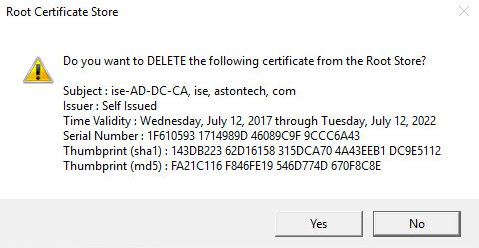 Root Certificate Store
Do you want to DELETE the following certificate from the Root Store?
Subject : ise-AD-DC-CA, ise, astontech, com
Issuer : Self Issued
Time Validity : Wednesday, July 12, 2017 through Tuesday, July 12, 2022
Serial Number : 1F610593 1714989D 46089C9F 9CCC6A43
Thumbprint (sha1) : 143DB223 62D16158 315DCA70 4A43EEB1 DC9E5112
Thumbprint (md5) : FA21C116 F846FE19 546D774D 670F8C8E
Yes
No